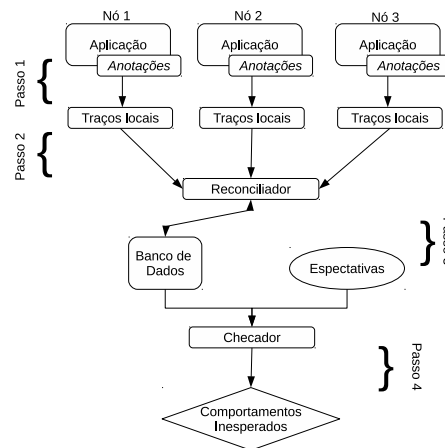 Nó 1
Nó 2
Nó 3
Aplicação
Aplicação
Aplicação
Anotações
Anotações
Anotações
Passo 1
Traços locais
Traços locais
Traços locais
Passo 2
Reconciliador
Banco de
Dados
Espectativas
Checador
Passo 4
Comportamentos
Inesperados